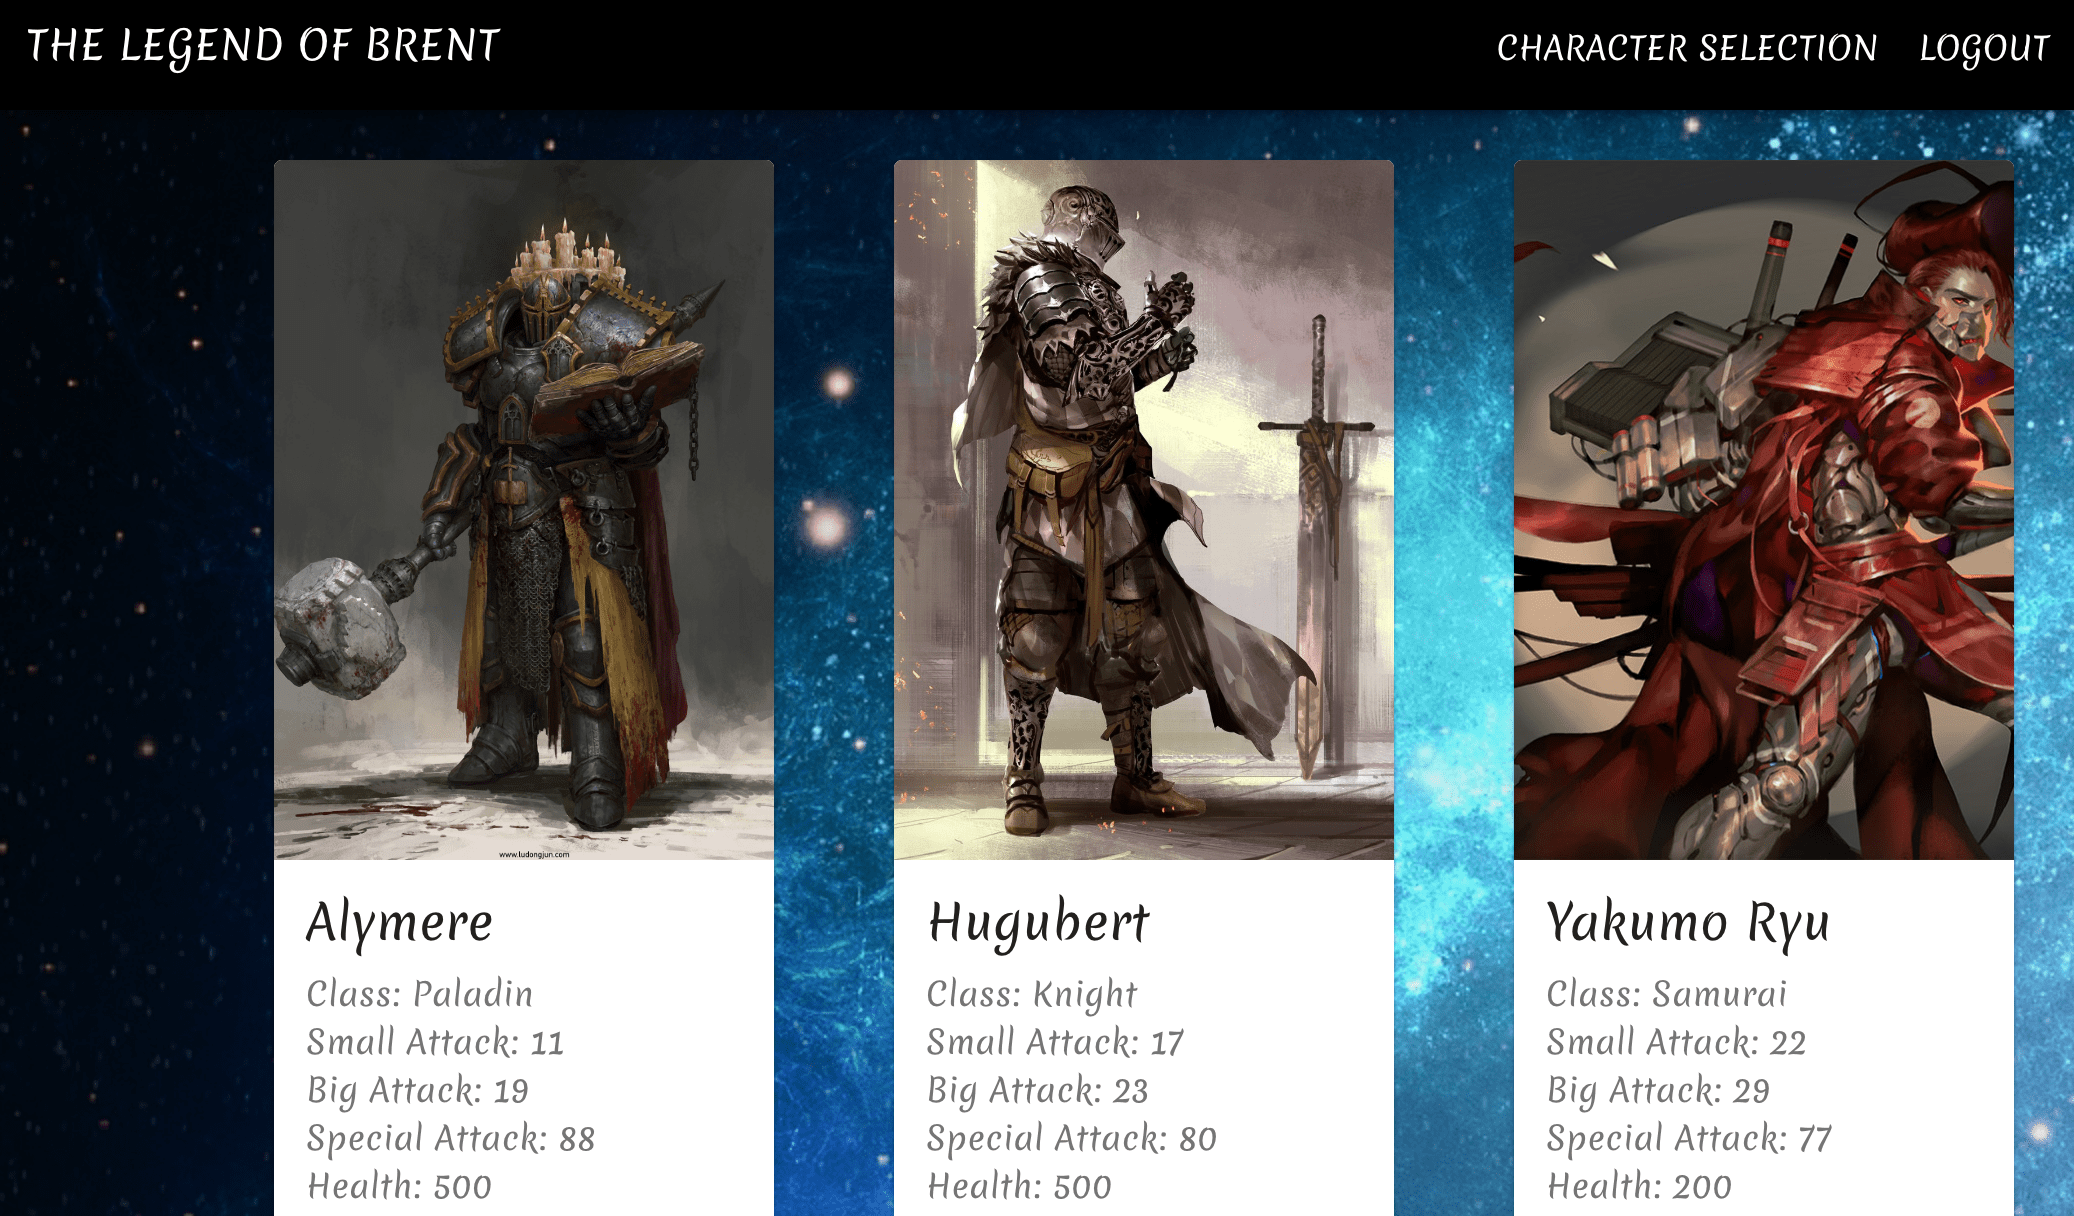 THE LEGEND OF BRENT
CHARACTER SELECTION
LOGOUT
www.ludongjun.com
Alymere
Class: Paladin
Small Attack: 11
Big Attack: 19
Special Attack: 88
Health: 500
Hugubert
Class: Knight
Small Attack: 17
Big Attack: 23
Special Attack: 80
Health: 500
Yakumo Ryu
Class: Samurai
Small Attack: 22
Big Attack: 29
Special Attack: 77
Health: 200